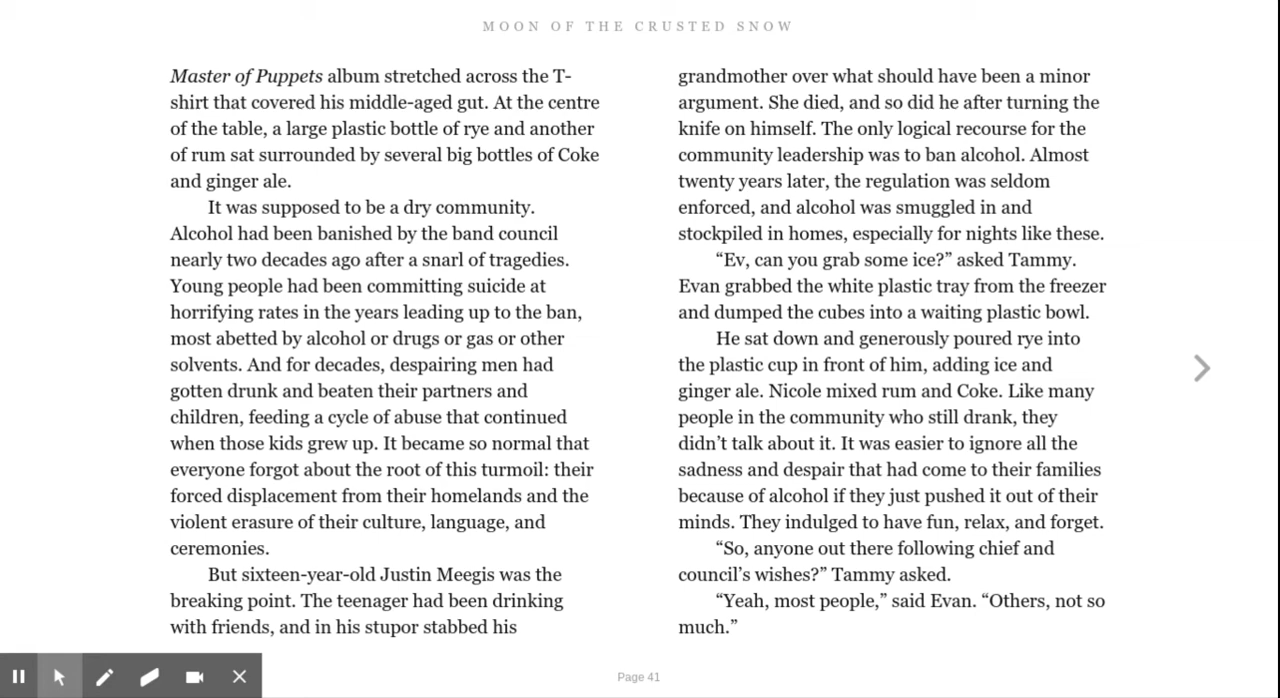 MOON OF THE CRUSTED SNOW
Master of Puppets album stretched across the T-
shirt that covered his middle-aged gut. At the centre
of the table, a large plastic bottle of rye and another
of rum sat surrounded by several big bottles of Coke
and ginger ale.
It was supposed to be a dry community.
Alcohol had been banished by the band council
nearly two decades ago after a snarl of tragedies.
Young people had been committing suicide at
horrifying rates in the years leading up to the ban,
most abetted by alcohol or drugs or gas or other
solvents. And for decades, despairing men had
gotten drunk and beaten their partners and
children, feeding a cycle of abuse that continued
when those kids grew up. It became so normal that
everyone forgot about the root of this turmoil: their
forced displacement from their homelands and the
violent erasure of their culture, language, and
ceremonies.
But sixteen-year-old Justin Meegis was the
breaking point. The teenager had been drinking
with friends, and in his stupor stabbed his
grandmother over what should have been a minor
argument. She died, and so did he after turning the
knife on himself. The only logical recourse for the
community leadership was to ban alcohol. Almost
twenty years later, the regulation was seldom
enforced, and alcohol was smuggled in and
stockpiled in homes, especially for nights like these.
“Ev, can you grab some ice?” asked Tammy.
Evan grabbed the white plastic tray from the freezer
and dumped the cubes into a waiting plastic bowl.
He sat down and generously poured rye into
the plastic cup in front of him, adding ice and
ginger ale. Nicole mixed rum and Coke. Like many
people in the community who still drank, they
didn’t talk about it. It was easier to ignore all the
sadness and despair that had come to their families
because of alcohol if they just pushed it out of their
minds. They indulged to have fun, relax, and forget.
“So, anyone out there following chief and
council’s wishes?” Tammy asked.
“Yeah, most people,” said Evan. “Others, not so
much.”
Page 41